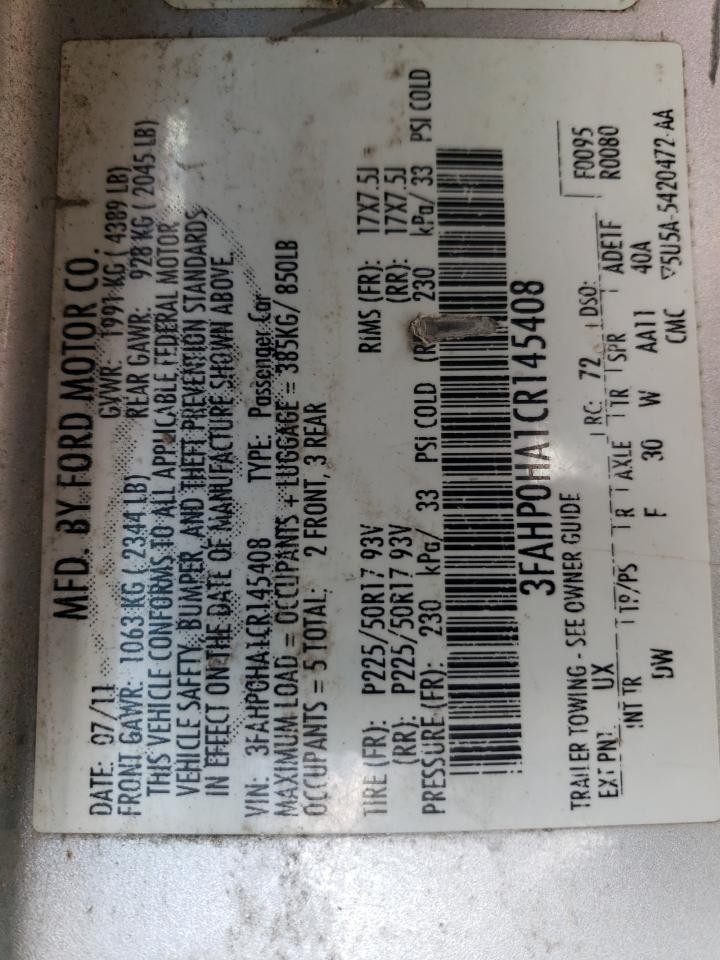 MFD. BY FORD MOTOR CO.
DATE: 07/11 GVWR: 1991 KG ( 4389 LB)
FRONT GAWR: 1063 KG ( 2344 LB) REAR GAWR: 928 KG ( 2045 LB)
THIS VEHICLE CONFORMS TO ALL APPLICABLE FEDERAL MOTOR
VEHICLE SAFETY, BUMPER, AND THEFT PREVENTION STANDARDS
IN EFFECT ON THE DATE OF MANUFACTURE SHOWN ABOVE.
VIN: 3FAHP0HA1CR145408 TYPE: Passenger Car
MAXIMUM LOAD = OCCUPANTS + LUGGAGE = 385KG/ 850LB
OCCUPANTS = 5 TOTAL: 2 FRONT, 3 REAR
TIRE (FR): P225/50R17 93V RiMS (FR): 17X7.5J
(RR): P225/50R17 93V (RR): 17X7.5J
PRESSURE (FR): 230 kPa/ 33 PSi COLD 230 kPa/ 33 PSI COLD
3FAHP0HA1CR145408
TRAILER TOWING - SEE OWNER GUIDE
F0095
R0080
EXT PNT: UX RC: 72 DSO:
INT TR TP/PS R AXLE TR SPR ADE1F
DW F 30 W AA11 40A
CMC ▽5U5A-5420472-AA